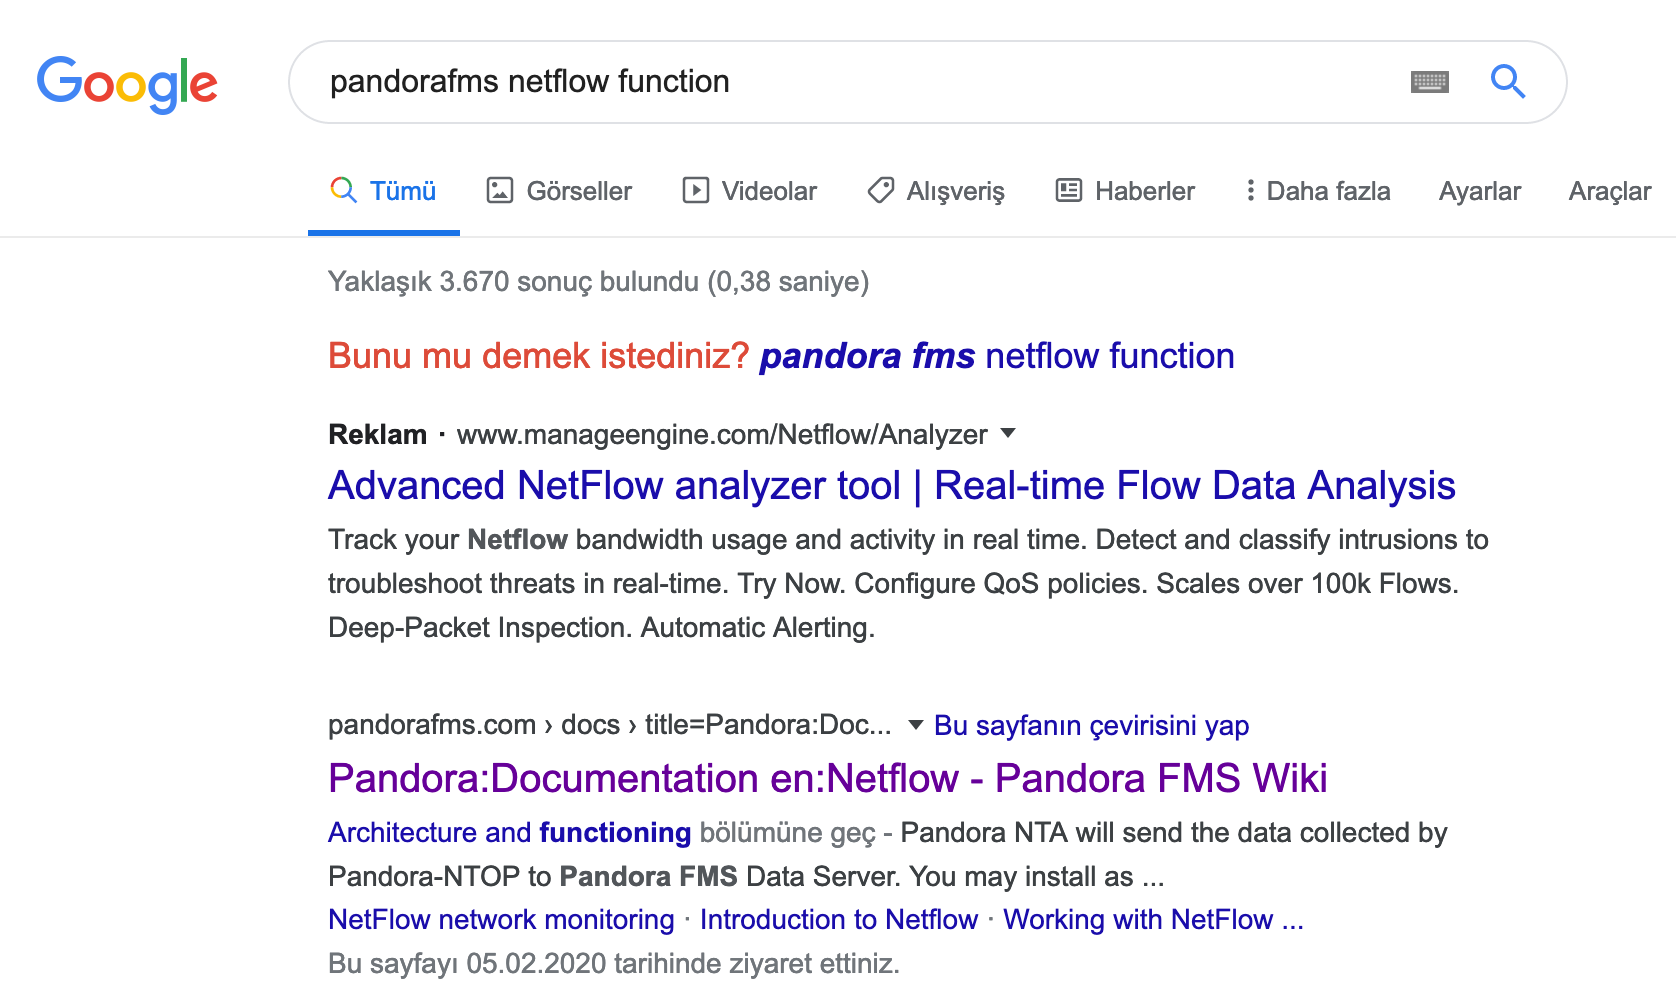 Google
pandorafms netflow function
Tümü Görseller Videolar Alışveriş Haberler Daha fazla Ayarlar Araçlar
Yaklaşık 3.670 sonuç bulundu (0,38 saniye)
Bunu mu demek istediniz? pandora fms netflow function
Reklam · www.manageengine.com/Netflow/Analyzer
Advanced NetFlow analyzer tool | Real-time Flow Data Analysis
Track your Netflow bandwidth usage and activity in real time. Detect and classify intrusions to
troubleshoot threats in real-time. Try Now. Configure QoS policies. Scales over 100k Flows.
Deep-Packet Inspection. Automatic Alerting.
pandorafms.com › docs › title=Pandora:Doc... Bu sayfanın çevirisini yap
Pandora:Documentation en:Netflow - Pandora FMS Wiki
Architecture and functioning bölümüne geç - Pandora NTA will send the data collected by
Pandora-NTOP to Pandora FMS Data Server. You may install as ...
NetFlow network monitoring · Introduction to Netflow · Working with NetFlow ...
Bu sayfayı 05.02.2020 tarihinde ziyaret ettiniz.